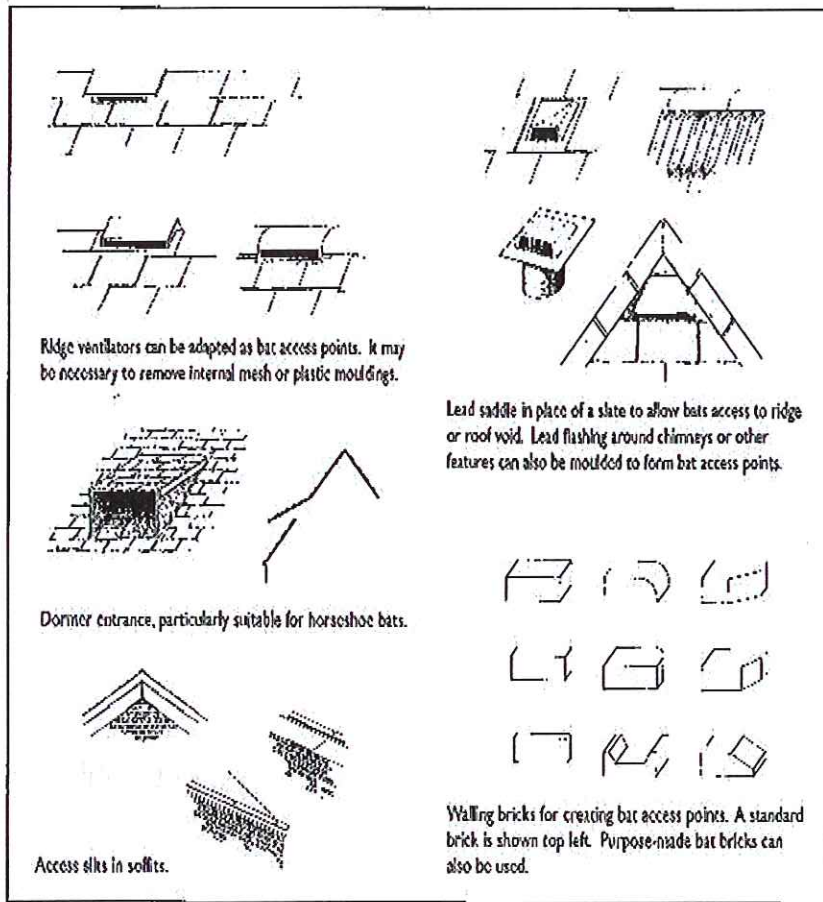 Ridge ventilators can be adapted as bat access points. It may
be necessary to remove internal mesh or plastic mouldings.
Lead saddle in place of a slate to allow bats access to ridge
or roof void. Lead flashing around chimneys or other
features can also be moulded to form bat access points.
Dormer entrance, particularly suitable for horseshoe bats.
Access slits in soffits.
Walling bricks for creating bat access points. A standard
brick is shown top left. Purpose-made bat bricks can
also be used.